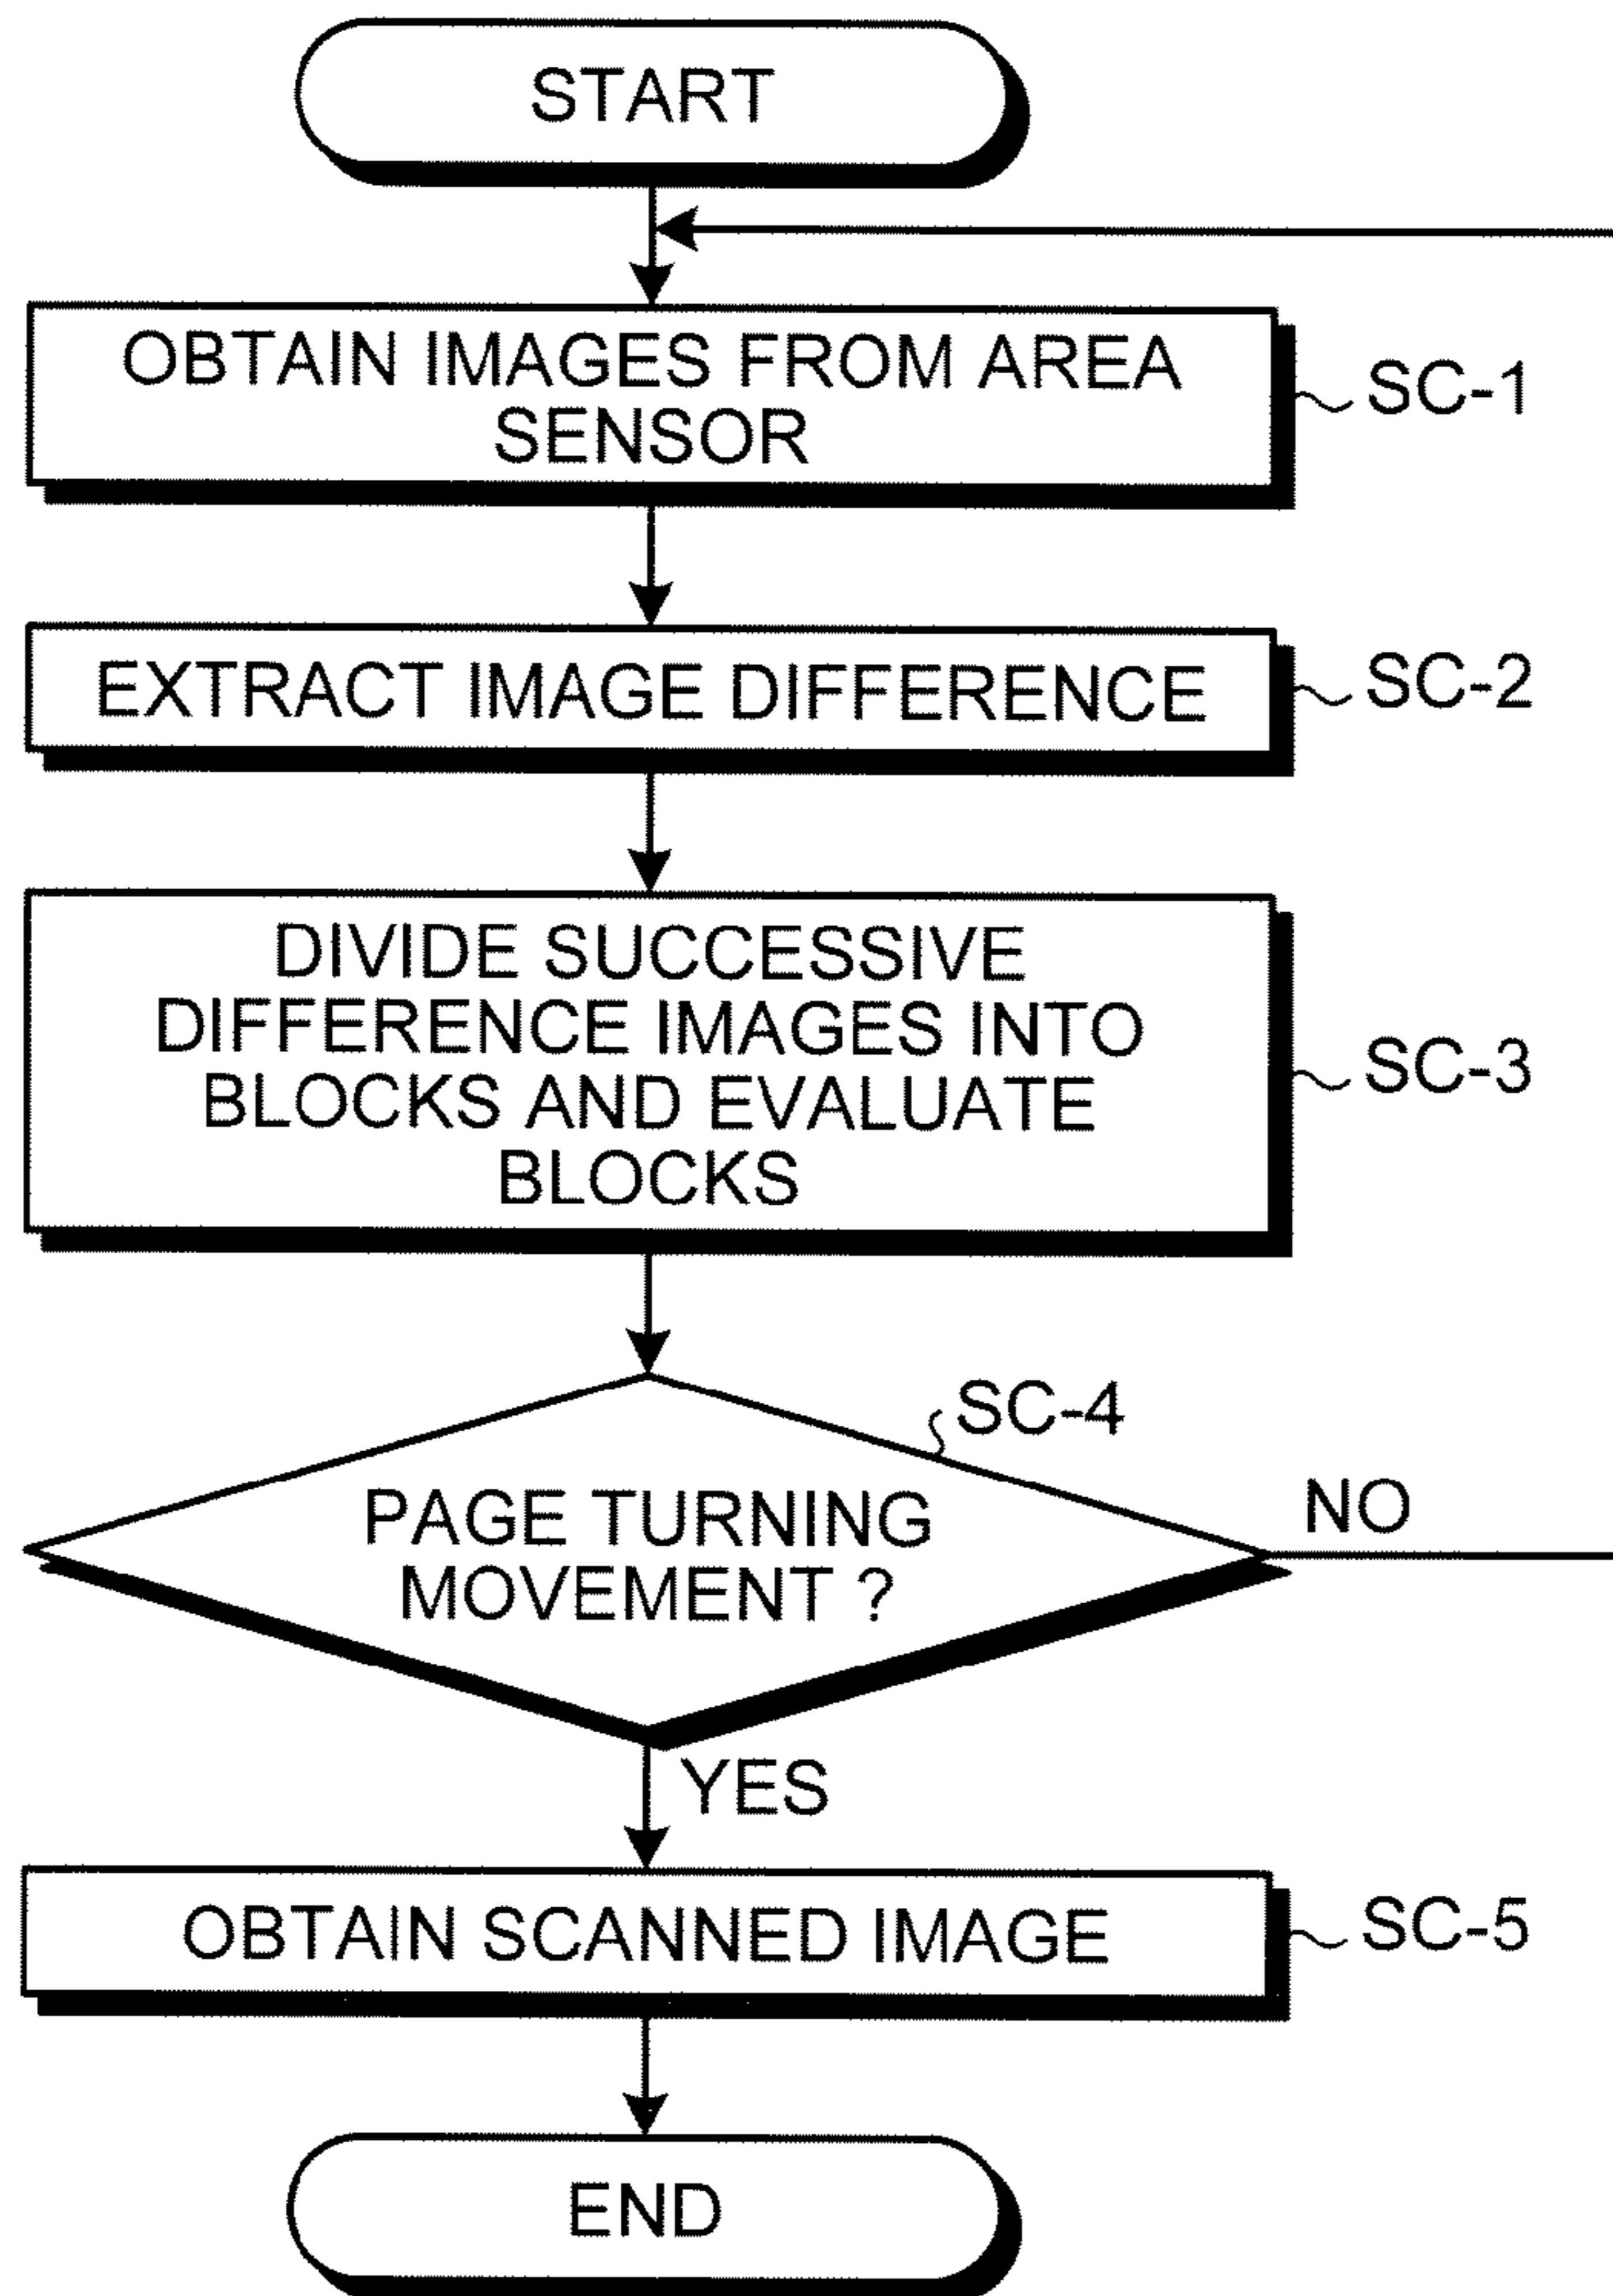 START
OBTAIN IMAGES FROM AREA
SENSOR
SC-1
EXTRACT IMAGE DIFFERENCE
SC-2
DIVIDE SUCCESSIVE
DIFFERENCE IMAGES INTO
BLOCKS AND EVALUATE
BLOCKS
SC-3
SC-4
PAGE TURNING
MOVEMENT ?
NO
YES
OBTAIN SCANNED IMAGE
SC-5
END